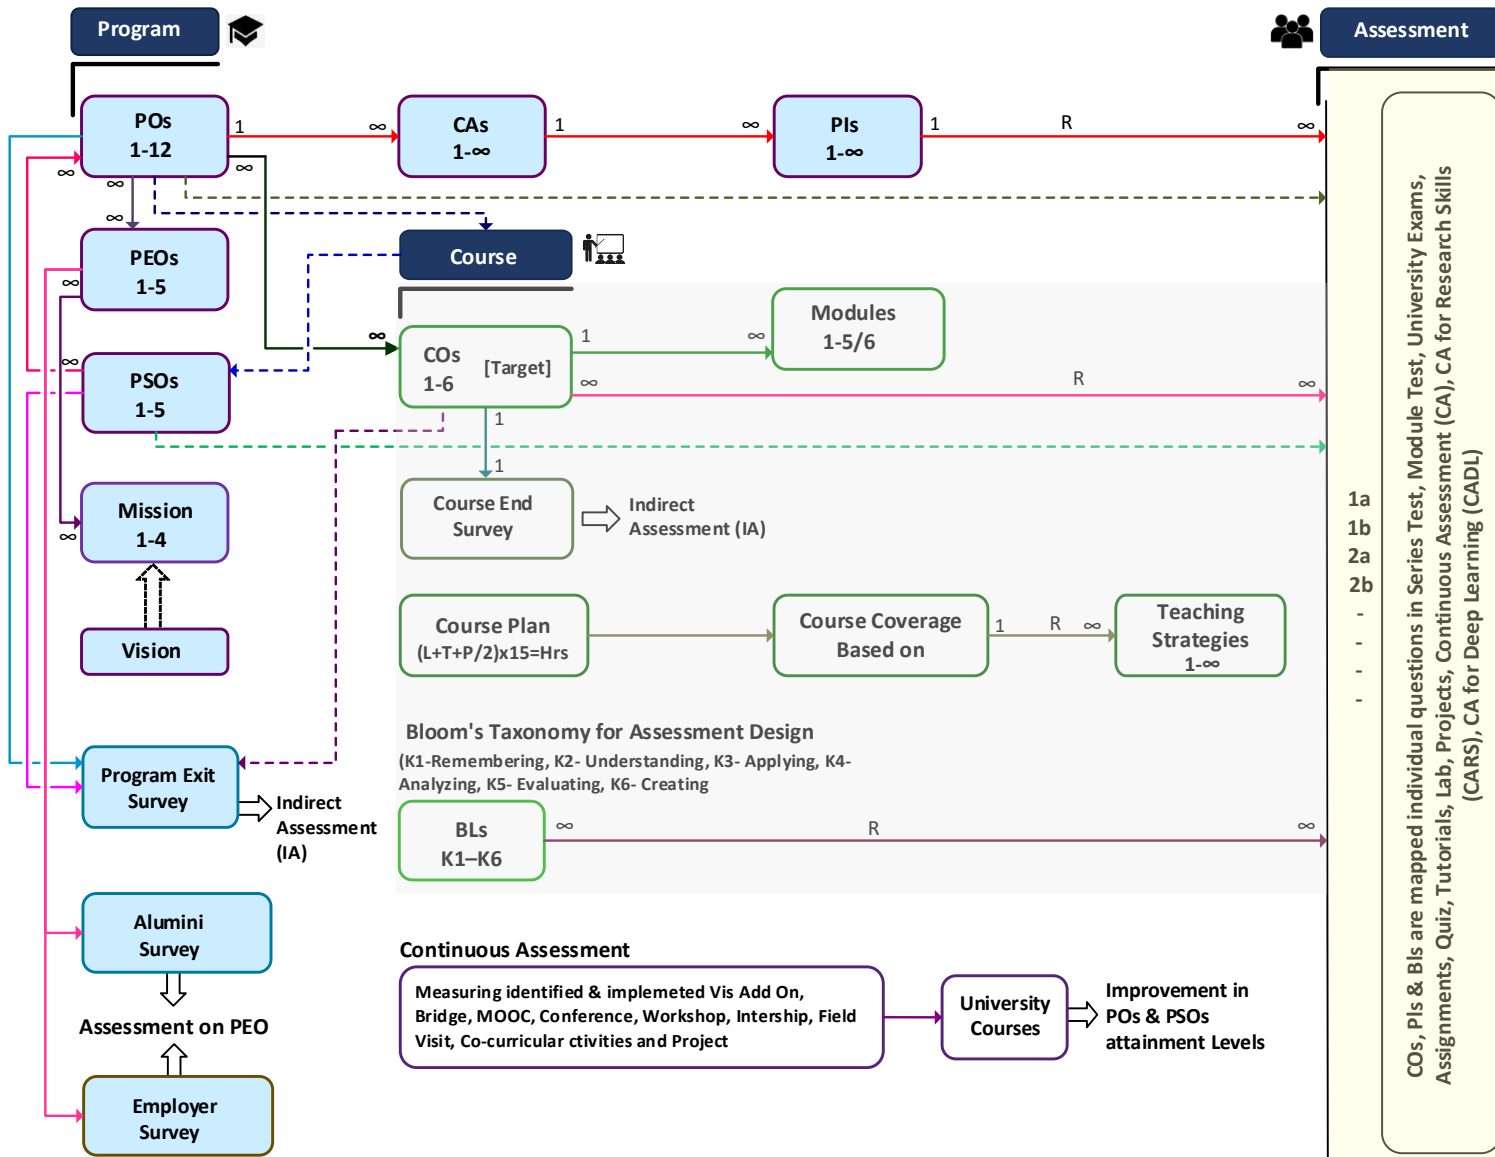 Program
Assessment
POs
1-12
1
∞
CAs
1-∞
1
∞
PIs
1-∞
1
R
∞
∞
∞
∞
∞
PEOs
1-5
∞
Course
∞
COs
1-6
[Target]
1
∞
Modules
1-5/6
∞
R
∞
∞
PSOs
1-5
1
1
Course End
Survey
Indirect
Assessment (IA)
Mission
1-4
∞
Vision
Course Plan
(L+T+P/2)x15=Hrs
Course Coverage
Based on
1
R
∞
Teaching
Strategies
1-∞
Bloom's Taxonomy for Assessment Design
(K1-Remembering, K2- Understanding, K3- Applying, K4-
Analyzing, K5- Evaluating, K6- Creating
BLs
K1–K6
∞
R
∞
Program Exit
Survey
Indirect
Assessment
(IA)
Alumini
Survey
Assessment on PEO
Employer
Survey
Continuous Assessment
Measuring identified & implemeted Vis Add On,
Bridge, MOOC, Conference, Workshop, Intership, Field
Visit, Co-curricular ctivities and Project
University
Courses
Improvement in
POs & PSOs
attainment Levels
1a
1b
2a
2b
-
-
-
-
COs, PIs & Bls are mapped individual questions in Series Test, Module Test, University Exams,
Assignments, Quiz, Tutorials, Lab, Projects, Continuous Assessment (CA), CA for Research Skills
(CARS), CA for Deep Learning (CADL)